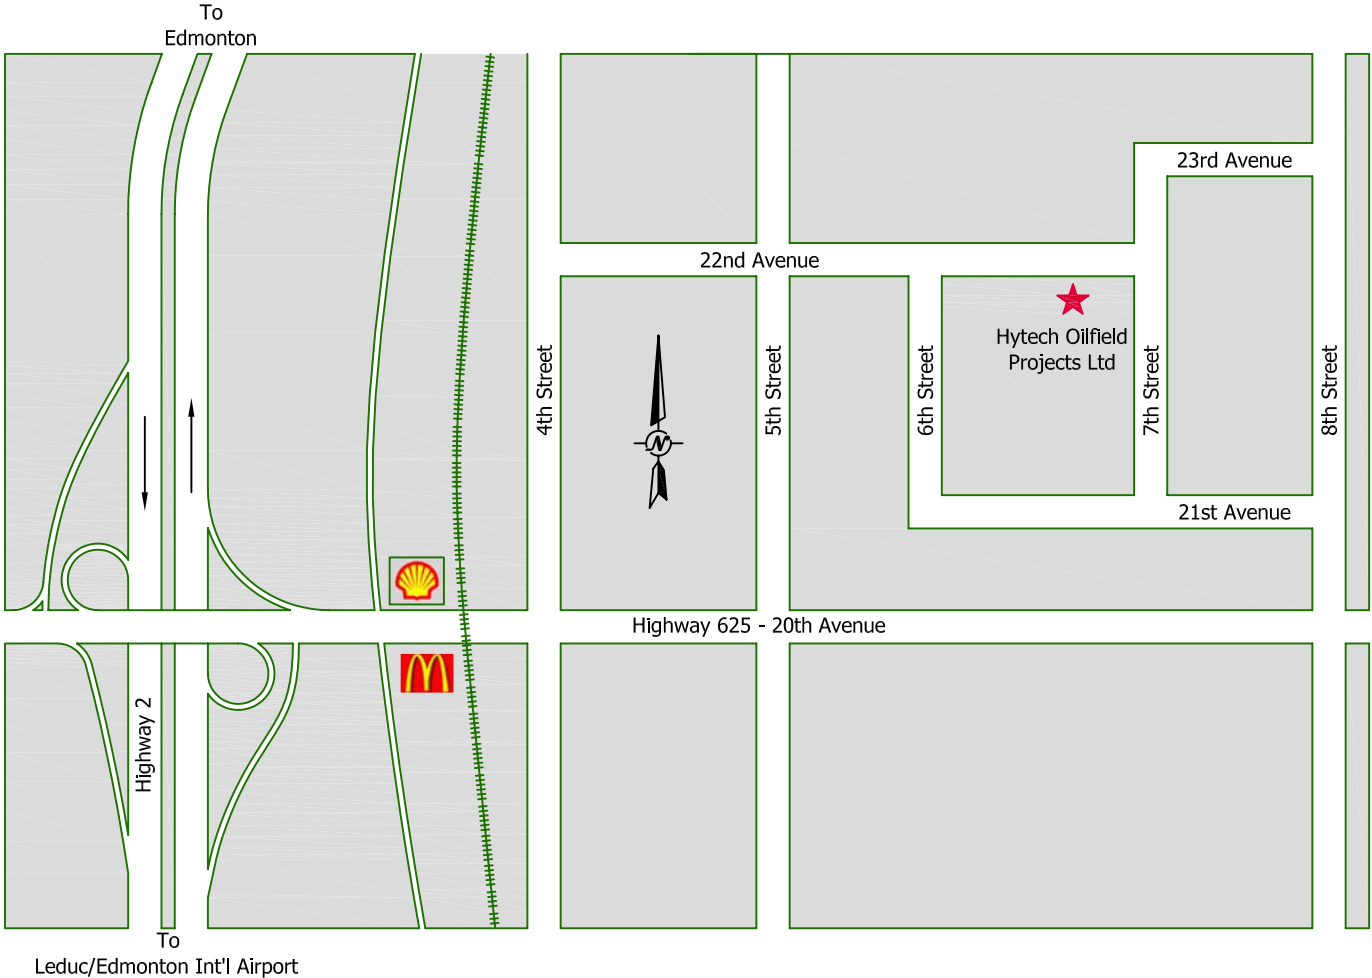 To
Edmonton
23rd Avenue
22nd Avenue
Hytech Oilfield
Projects Ltd
4th Street
5th Street
6th Street
7th Street
8th Street
N
21st Avenue
Highway 625 - 20th Avenue
Highway 2
To
Leduc/Edmonton Int'l Airport